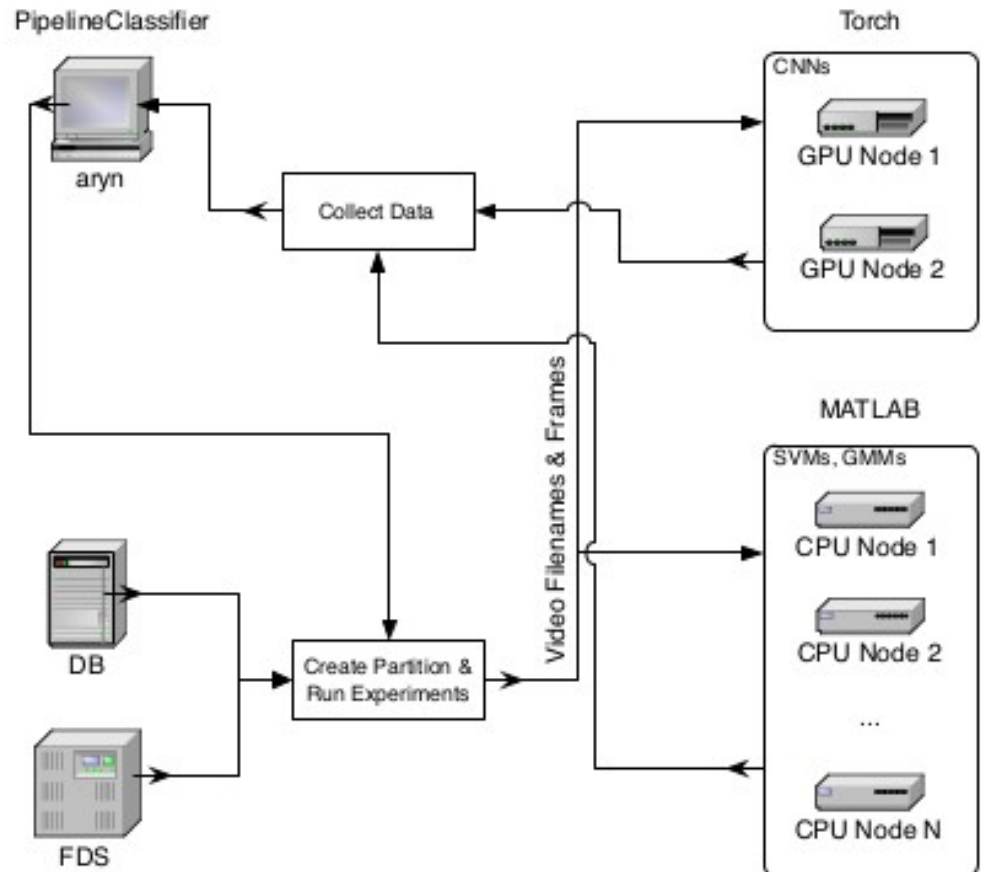 PipelineClassifier
aryn
Collect Data
Torch
CNNs
GPU Node 1
GPU Node 2
Video Filenames & Frames
MATLAB
SVMs, GMMs
CPU Node 1
CPU Node 2
...
CPU Node N
DB
FDS
Create Partition &
Run Experiments